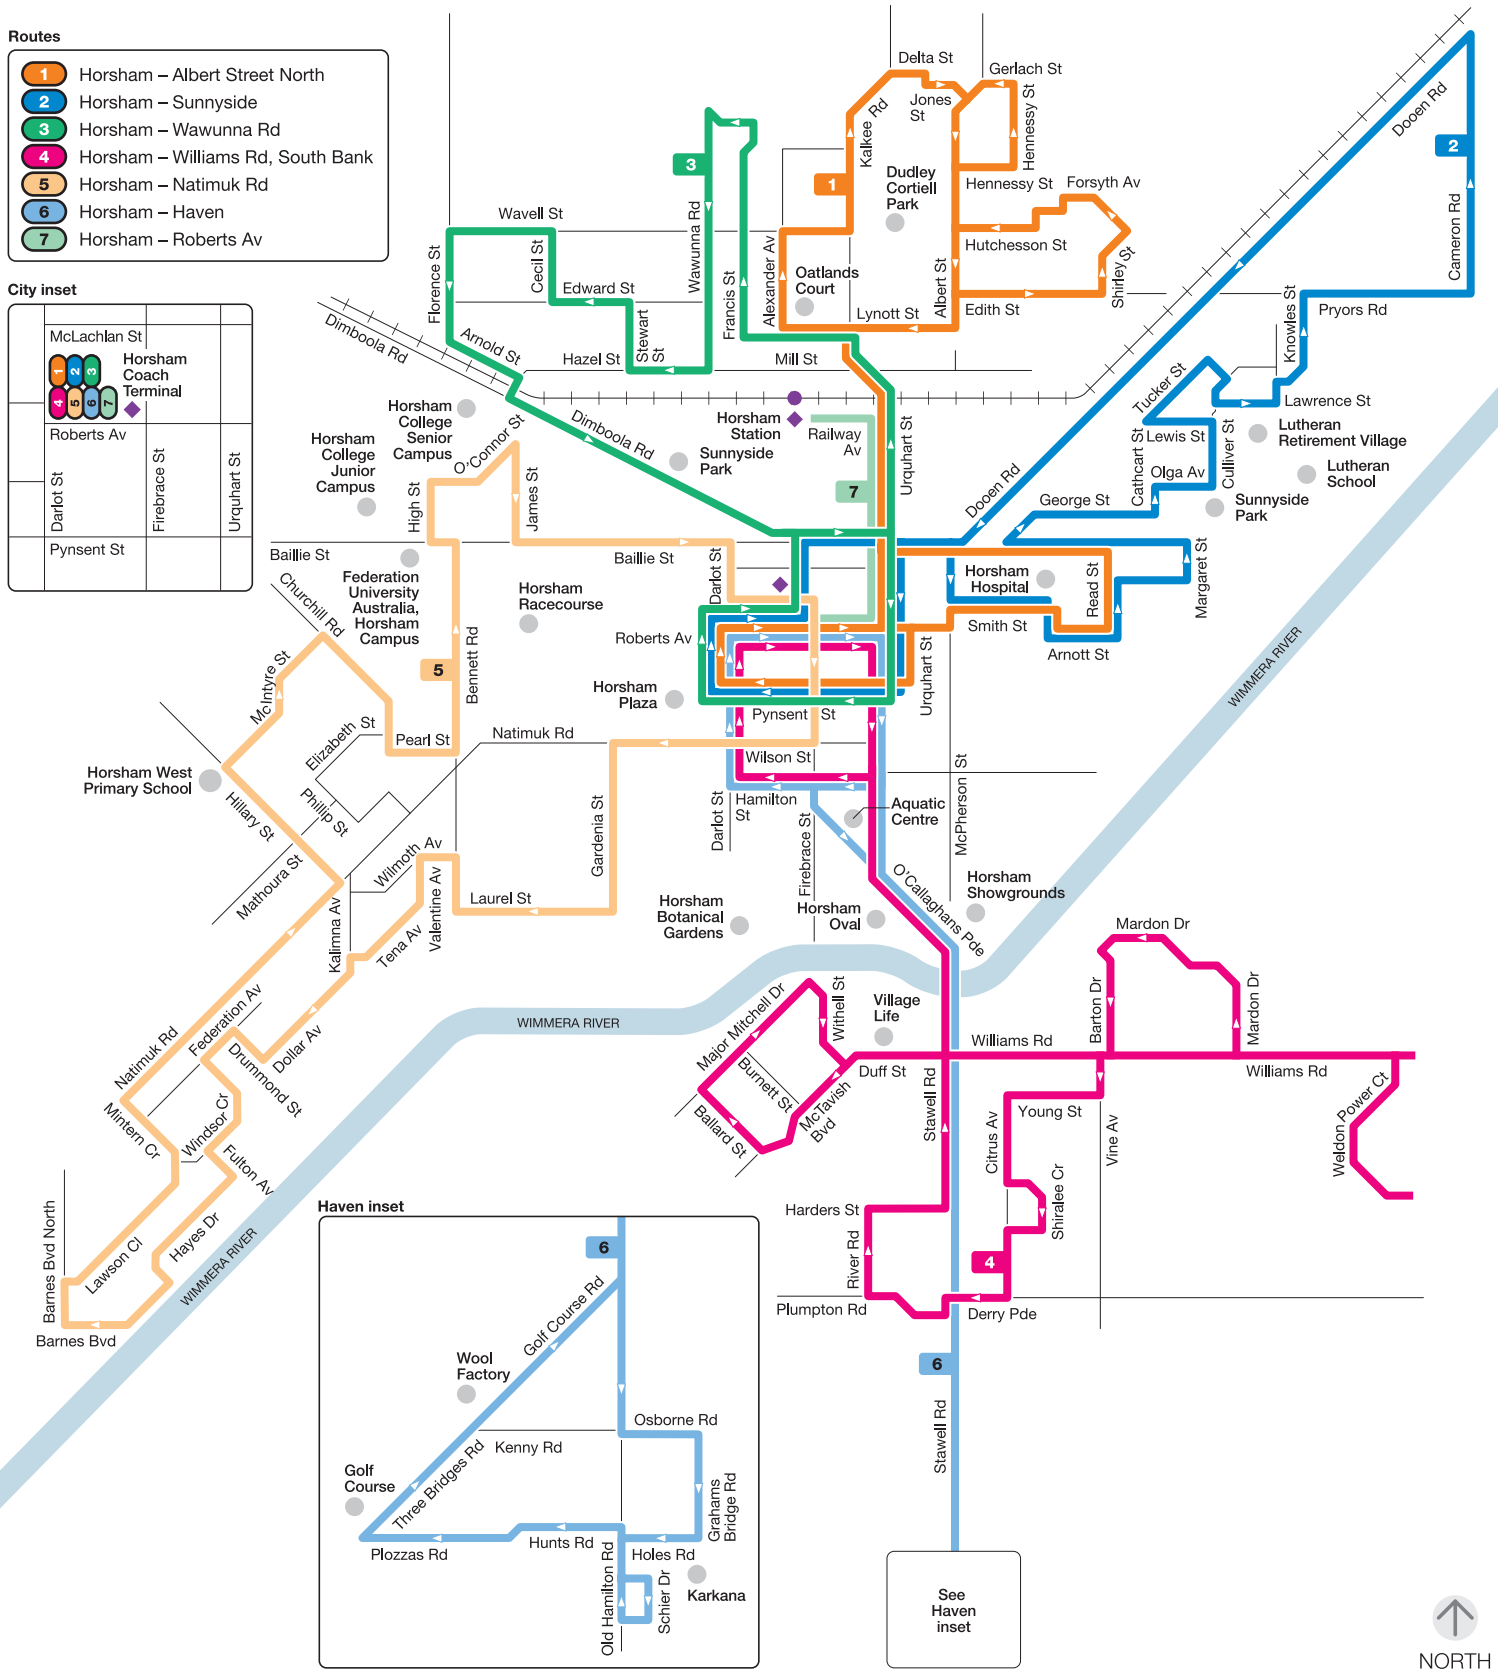 Routes
1 Horsham – Albert Street North
2 Horsham – Sunnyside
3 Horsham – Wawunna Rd
4 Horsham – Williams Rd, South Bank
5 Horsham – Natimuk Rd
6 Horsham – Haven
7 Horsham – Roberts Av
City inset
McLachlan St
1 2 3
4 5 6 7
Horsham
Coach
Terminal
Roberts Av
Darlot St
Firebrace St
Urquhart St
Pynsent St
Delta St
Gerlach St
Jones
St
Kalkee Rd
Hennessy St
Dooen Rd
2
3
1
Dudley
Cortiell
Park
Hennessy St
Forsyth Av
Wavell St
Florence St
Cecil St
Wawunna Rd
Francis St
Alexander Av
Hutchesson St
Cameron Rd
Oatlands
Court
Albert St
Shirley St
Edward St
Lynott St
Edith St
Pryors Rd
Dimboola Rd
Arnold St
Stewart
St
Hazel St
Mill St
Knowles St
Tucker St
Lawrence St
Horsham
College
Senior
Campus
Horsham
Station
Railway
Av
Horsham
College
Junior
Campus
O'Connor St
Dimboola Rd
Sunnyside
Park
Urquhart St
Lewis St
Culliver St
Cathcart St
Olga Av
Lutheran
Retirement Village
Lutheran
School
Sunnyside
Park
7
Dooen Rd
George St
High St
James St
Baillie St
Baillie St
Darlot St
Horsham
Hospital
Read St
Margaret St
Federation
University
Australia,
Horsham
Campus
Churchill Rd
Horsham
Racecourse
Roberts Av
Smith St
Arnott St
McIntyre St
5
Bennett Rd
Horsham
Plaza
Urquhart St
WIMMERA RIVER
Pynsent St
Elizabeth St
Pearl St
Natimuk Rd
Wilson St
Horsham West
Primary School
Hillary St
Phillip St
Hamilton
St
Darlot St
Gardenia St
Firebrace St
Aquatic
Centre
McPherson St
Wilmoth Av
Mathoura St
Kalimna Av
Valentine Av
Tena Av
Laurel St
Horsham
Botanical
Gardens
Horsham
Oval
O'Callaghans Pde
Horsham
Showgrounds
Mardon Dr
Natimuk Rd
Federation Av
Drummond St
Dollar Av
WIMMERA RIVER
Major Mitchell Dr
Withell St
Village
Life
Barton Dr
Mardon Dr
Williams Rd
Williams Rd
Duff St
Burnett St
McTavish
Bvd
Ballard St
Stawell Rd
Young St
Citrus Av
Vine Av
Weldon Power Ct
Mintern Cr
Windsor Cr
Fulton Av
Shiralee Cr
Barnes Bvd North
Lawson Cl
Hayes Dr
WIMMERA RIVER
Barnes Bvd
Harders St
River Rd
4
Plumpton Rd
Derry Pde
6
Stawell Rd
Haven inset
6
Golf Course Rd
Wool
Factory
Osborne Rd
Kenny Rd
Three Bridges Rd
Golf
Course
Grahams
Bridge Rd
Plozzas Rd
Hunts Rd
Holes Rd
Old Hamilton Rd
Schier Dr
Karkana
See
Haven
inset
NORTH